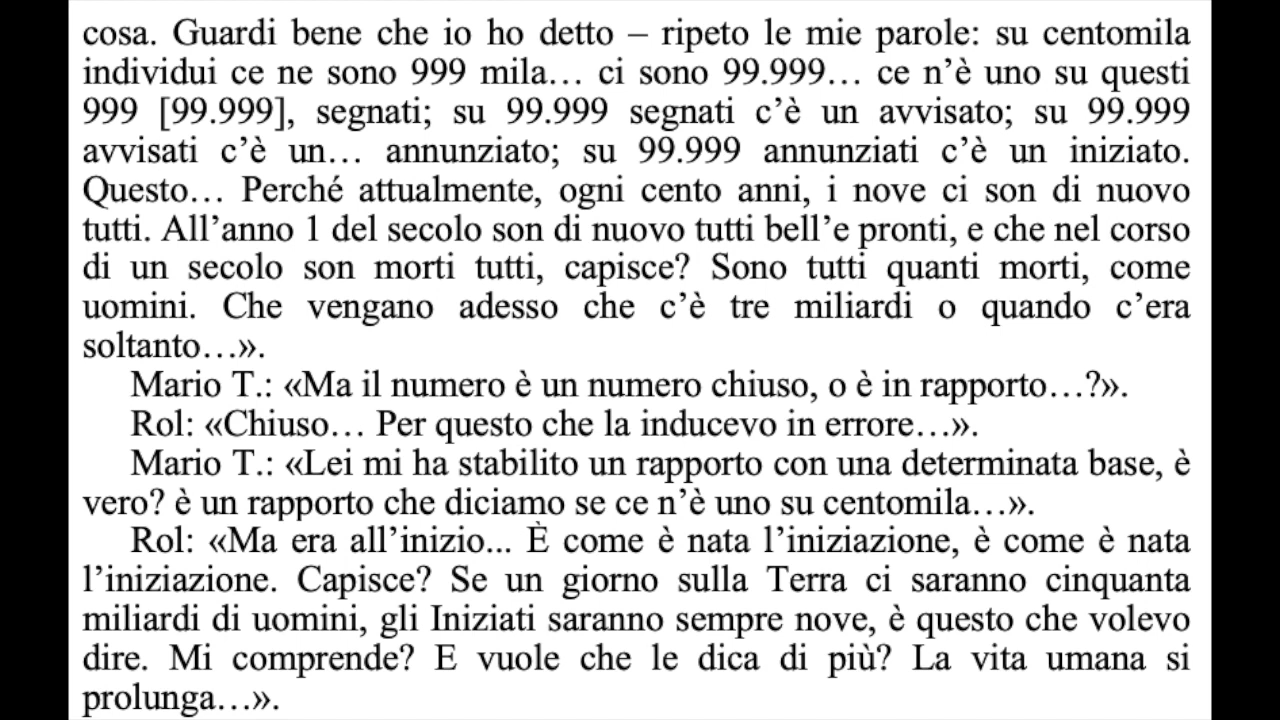 cosa. Guardi bene che io ho detto – ripeto le mie parole: su centomila
individui ce ne sono 999 mila… ci sono 99.999… ce n’è uno su questi
999 [99.999], segnati; su 99.999 segnati c’è un avvisato; su 99.999
avvisati c’è un… annunziato; su 99.999 annunziati c’è un iniziato.
Questo… Perché attualmente, ogni cento anni, i nove ci son di nuovo
tutti. All’anno 1 del secolo son di nuovo tutti bell’e pronti, e che nel corso
di un secolo son morti tutti, capisce? Sono tutti quanti morti, come
uomini. Che vengano adesso che c’è tre miliardi o quando c’era
soltanto…».
Mario T.: «Ma il numero è un numero chiuso, o è in rapporto…?».
Rol: «Chiuso… Per questo che la inducevo in errore…».
Mario T.: «Lei mi ha stabilito un rapporto con una determinata base, è
vero? è un rapporto che diciamo se ce n’è uno su centomila…».
Rol: «Ma era all’inizio... È come è nata l’iniziazione, è come è nata
l’iniziazione. Capisce? Se un giorno sulla Terra ci saranno cinquanta
miliardi di uomini, gli Iniziati saranno sempre nove, è questo che volevo
dire. Mi comprende? E vuole che le dica di più? La vita umana si
prolunga…».